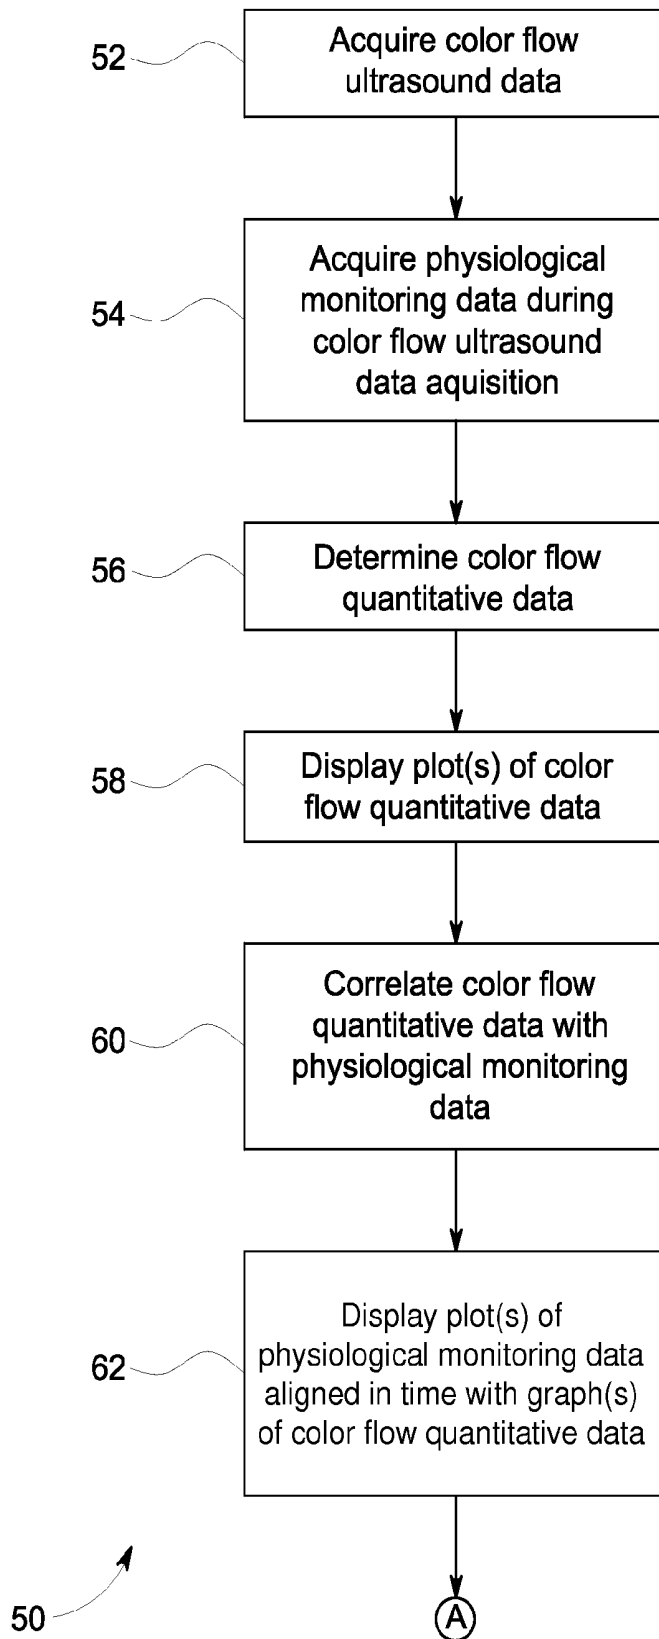 52
Acquire color flow
ultrasound data
54
Acquire physiological
monitoring data during
color flow ultrasound
data aquisition
56
Determine color flow
quantitative data
58
Display plot(s) of color
flow quantitative data
60
Correlate color flow
quantitative data with
physiological monitoring
data
62
Display plot(s) of
physiological monitoring data
aligned in time with graph(s)
of color flow quantitative data
50
A